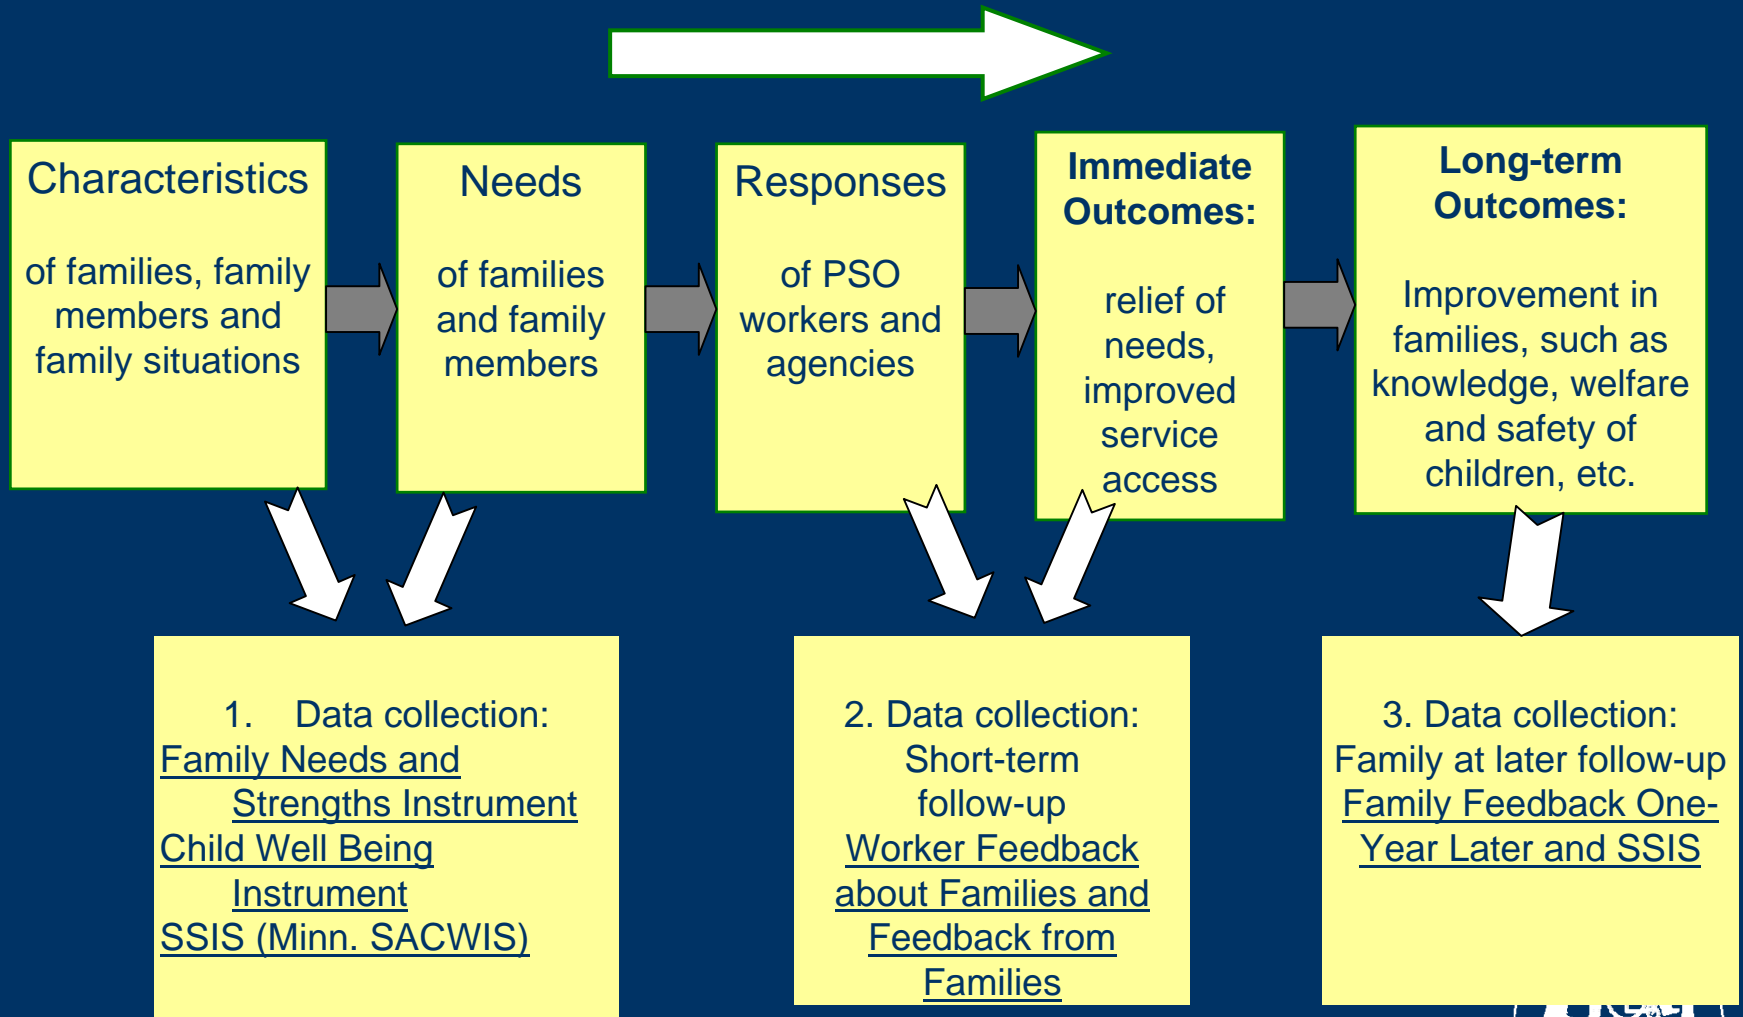 Characteristics
of families, family
members and
family situations
Needs
of families
and family
members
Responses
of PSO
workers and
agencies
Immediate
Outcomes:
relief of
needs,
improved
service
access
Long-term
Outcomes:
Improvement in
families, such as
knowledge, welfare
and safety of
children, etc.
1. Data collection:
Family Needs and
Strengths Instrument
Child Well Being
Instrument
SSIS (Minn. SACWIS)
2. Data collection:
Short-term
follow-up
Worker Feedback
about Families and
Feedback from
Families
3. Data collection:
Family at later follow-up
Family Feedback One-
Year Later and SSIS